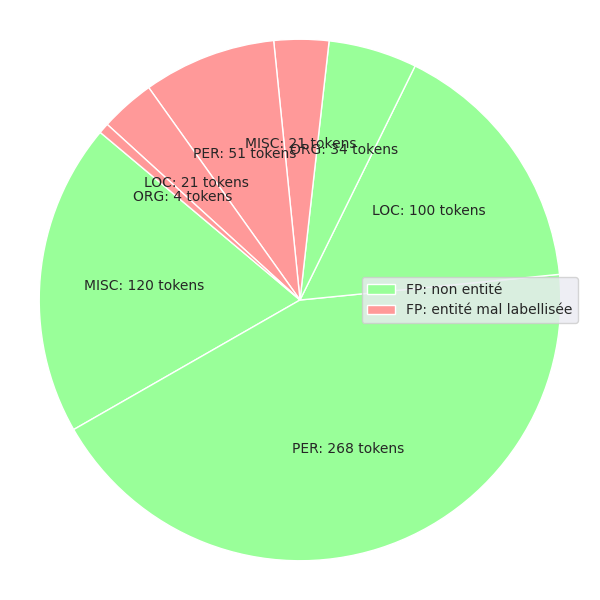 MISC: 21 tokens
ORG: 34 tokens
PER: 51 tokens
LOC: 21 tokens
ORG: 4 tokens
LOC: 100 tokens
MISC: 120 tokens
FP: non entité
FP: entité mal labellisée
PER: 268 tokens